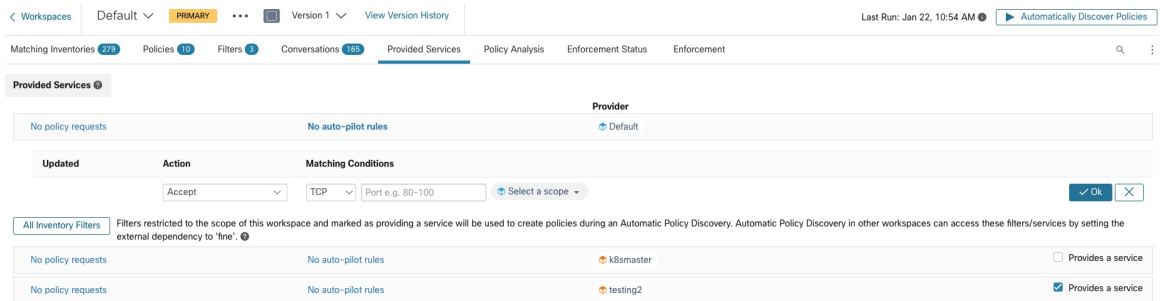 Workspaces Default PRIMARY ••• Version 1 View Version History Last Run: Jan 22, 10:54 AM Automatically Discover Policies
Matching Inventories 279 Policies 10 Filters 3 Conversations 165 Provided Services Policy Analysis Enforcement Status Enforcement
Provided Services
Provider
No policy requests No auto-pilot rules Default
Updated Action Matching Conditions
Accept TCP Port e.g. 80-100 Select a scope Ok
All Inventory Filters Filters restricted to the scope of this workspace and marked as providing a service will be used to create policies during an Automatic Policy Discovery. Automatic Policy Discovery in other workspaces can access these filters/services by setting the
external dependency to 'fine'.
No policy requests No auto-pilot rules k8smaster Provides a service
No policy requests No auto-pilot rules testing2 Provides a service